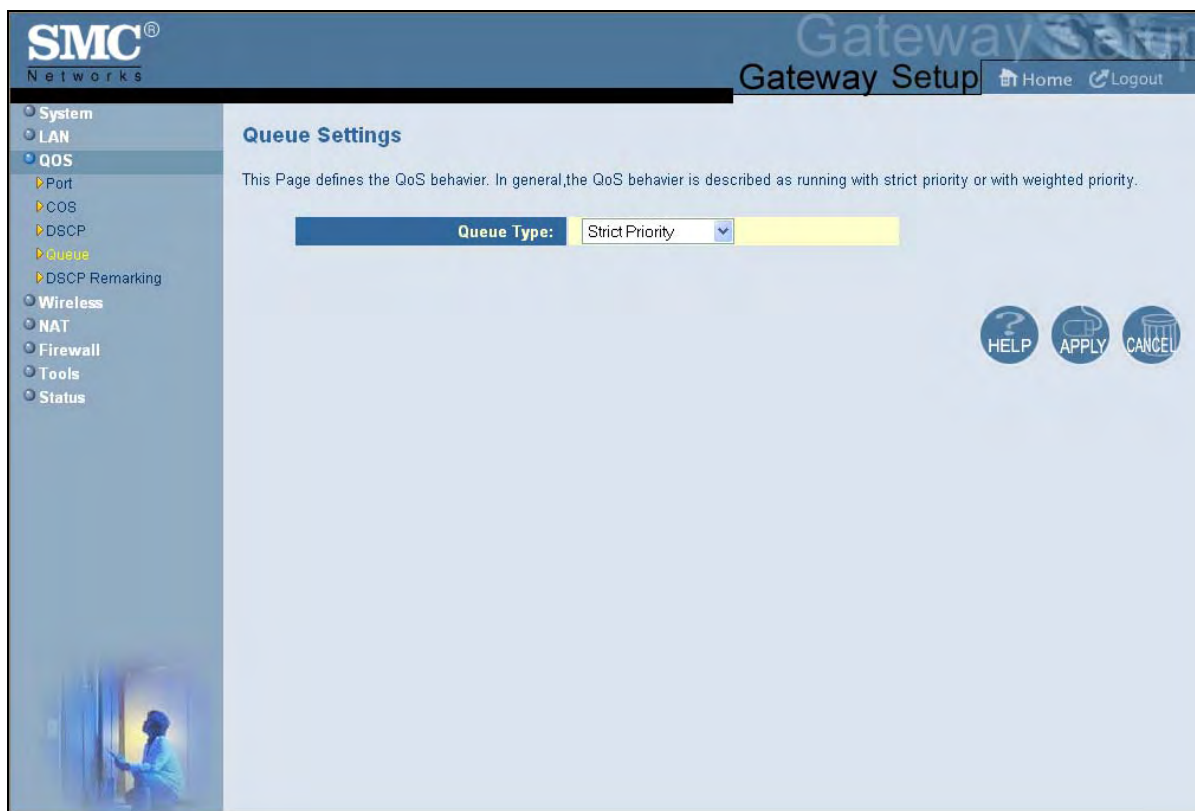 SMC®
Networks
Gateway Setup
Gateway Setup
Home
Logout
System
LAN
QOS
Port
COS
DSCP
Queue
DSCP Remarking
Wireless
NAT
Firewall
Tools
Status
Queue Settings
This Page defines the QoS behavier. In general,the QoS behavier is described as running with strict priority or with weighted priority.
Queue Type: Strict Priority
HELP APPLY CANCEL